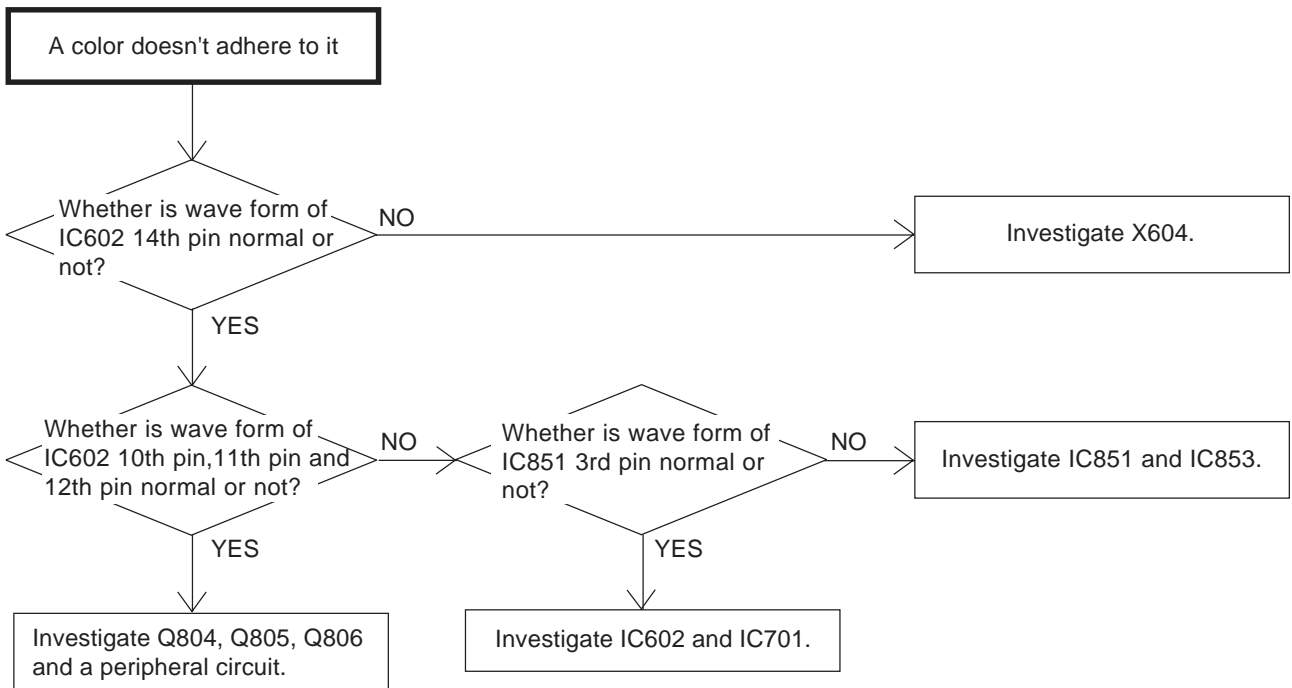 A color doesn't adhere to it
Whether is wave form of
IC602 14th pin normal or
not?
NO
Investigate X604.
YES
Whether is wave form of
IC602 10th pin,11th pin and
12th pin normal or not?
NO
Whether is wave form of
IC851 3rd pin normal or
not?
NO
Investigate IC851 and IC853.
YES
YES
Investigate Q804, Q805, Q806
and a peripheral circuit.
Investigate IC602 and IC701.